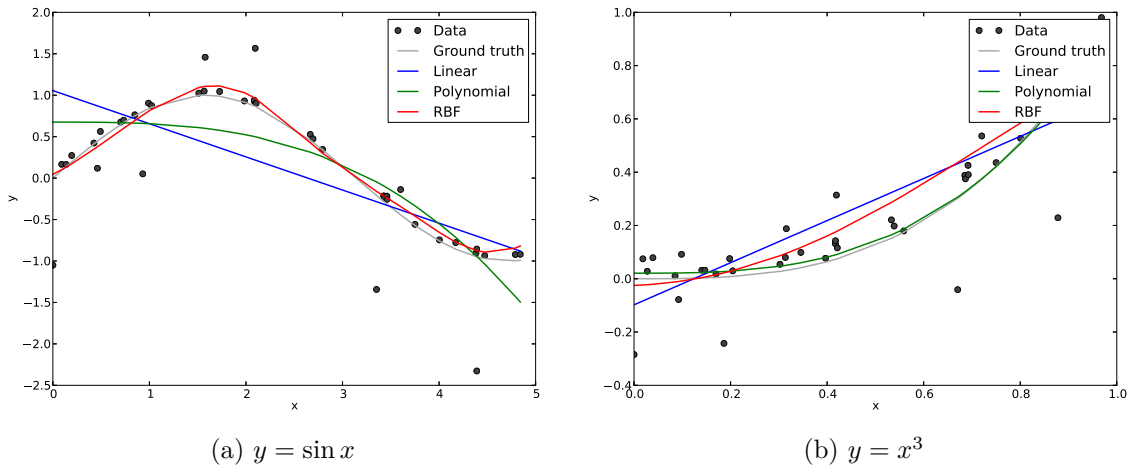 2.0
1.5
1.0
0.5
0.0
−0.5
−1.0
−1.5
−2.0
−2.5
y
0 1 2 3 4 5
x
Data
Ground truth
Linear
Polynomial
RBF
(a) y = sin x
1.0
0.8
0.6
0.4
0.2
0.0
−0.2
−0.4
y
0.0 0.2 0.4 0.6 0.8 1.0
x
Data
Ground truth
Linear
Polynomial
RBF
(b) y = x³